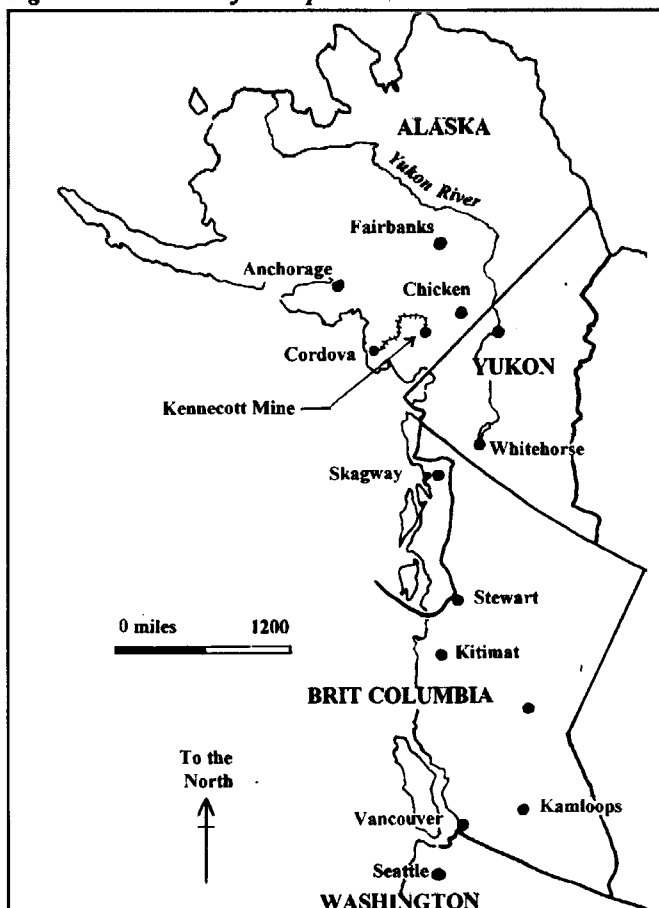 ALASKA
Yukon River
Fairbanks
Anchorage
Chicken
Cordova
YUKON
Kennecott Mine
Whitehorse
Skagway
Stewart
0 miles 1200
Kitimat
BRIT COLUMBIA
To the
North
Kamloops
Vancouver
Seattle
WASHINGTON